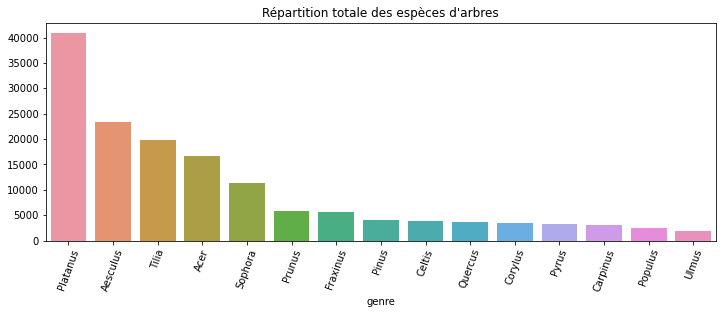 Répartition totale des espèces d'arbres
40000
35000
30000
25000
20000
15000
10000
5000
0
Platanus
Aesculus
Tilia
Acer
Sophora
Prunus
Fraxinus
Pinus
Celtis
Quercus
Corylus
Pyrus
Carpinus
Populus
Ulmus
genre